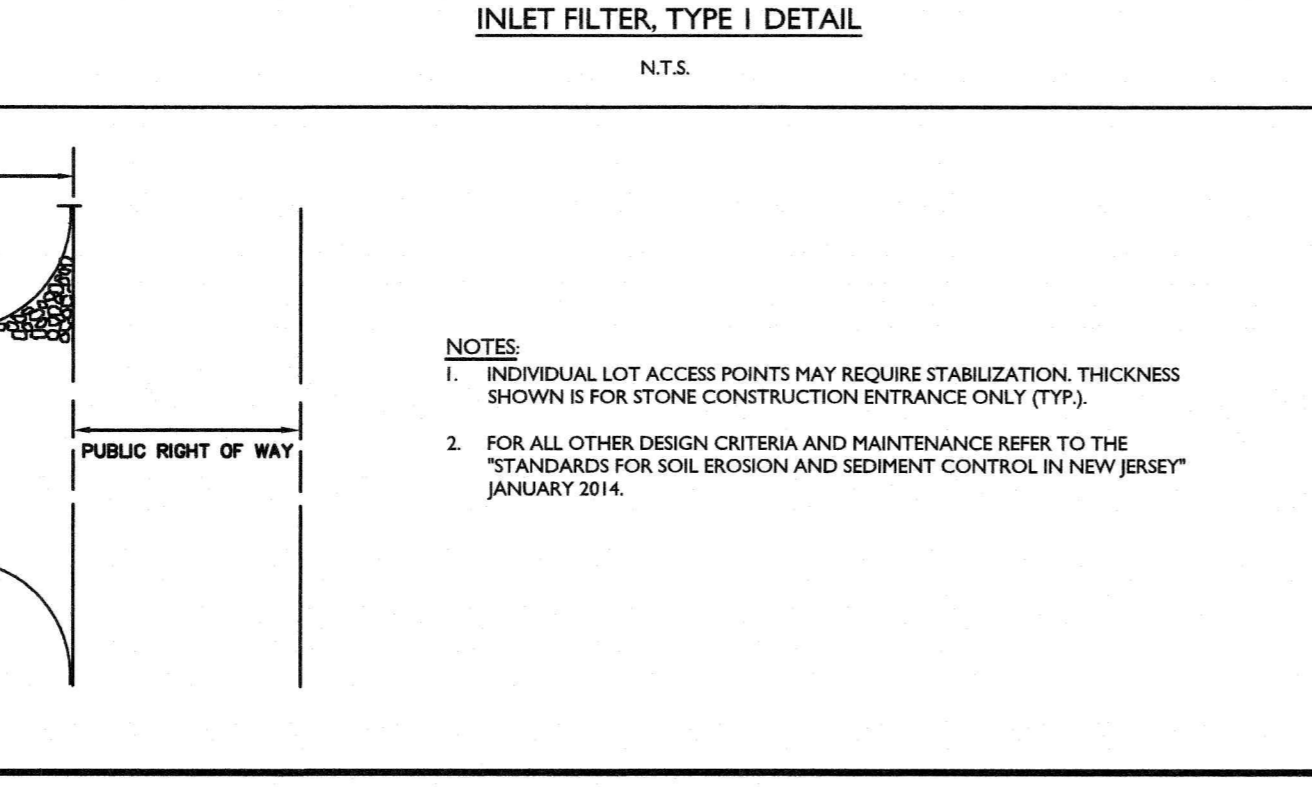 INLET FILTER, TYPE 1 DETAIL
N.T.S.
PUBLIC RIGHT OF WAY
NOTES:
1. INDIVIDUAL LOT ACCESS POINTS MAY REQUIRE STABILIZATION. THICKNESS
SHOWN IS FOR STONE CONSTRUCTION ENTRANCE ONLY (TYP.).
2. FOR ALL OTHER DESIGN CRITERIA AND MAINTENANCE REFER TO THE
"STANDARDS FOR SOIL EROSION AND SEDIMENT CONTROL IN NEW JERSEY"
JANUARY 2014.